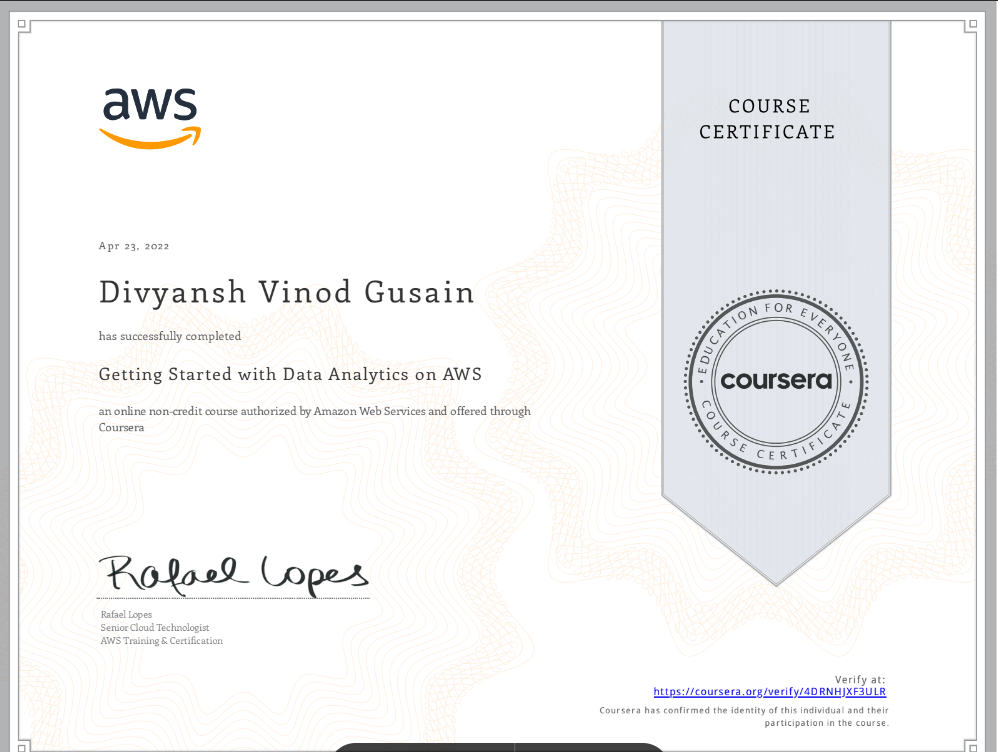 aws
COURSE
CERTIFICATE
Apr 23, 2022
Divyansh Vinod Gusain
has successfully completed
Getting Started with Data Analytics on AWS
an online non-credit course authorized by Amazon Web Services and offered through
Coursera
EDUCATION FOR EVERYONE
coursera
COURSE CERTIFICATE
Rafael Lopes
Rafael Lopes
Senior Cloud Technologist
AWS Training & Certification
Verify at:
https://coursera.org/verify/4DRNHJXF3ULR
Coursera has confirmed the identity of this individual and their
participation in the course.